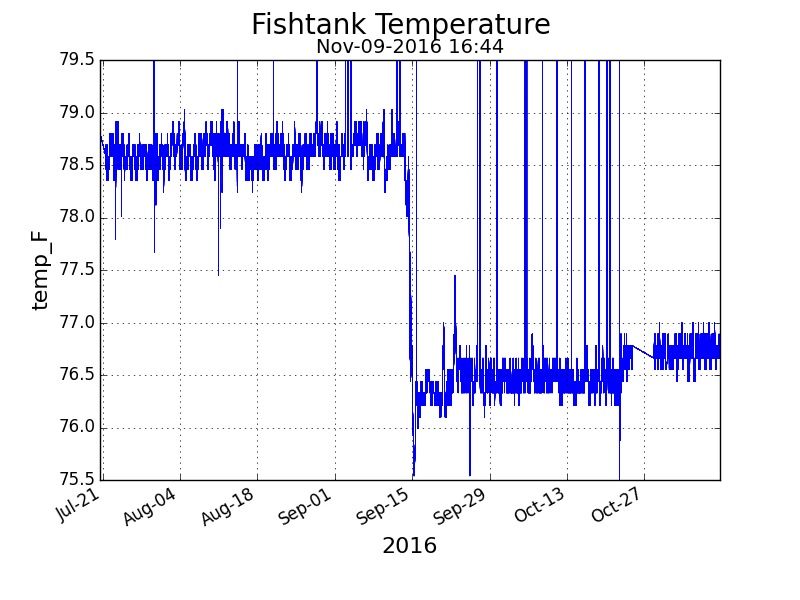 Fishtank Temperature
Nov-09-2016 16:44
79.5
79.0
78.5
78.0
77.5
77.0
76.5
76.0
75.5
temp_F
Jul-21
Aug-04
Aug-18
Sep-01
Sep-15
Sep-29
Oct-13
Oct-27
2016